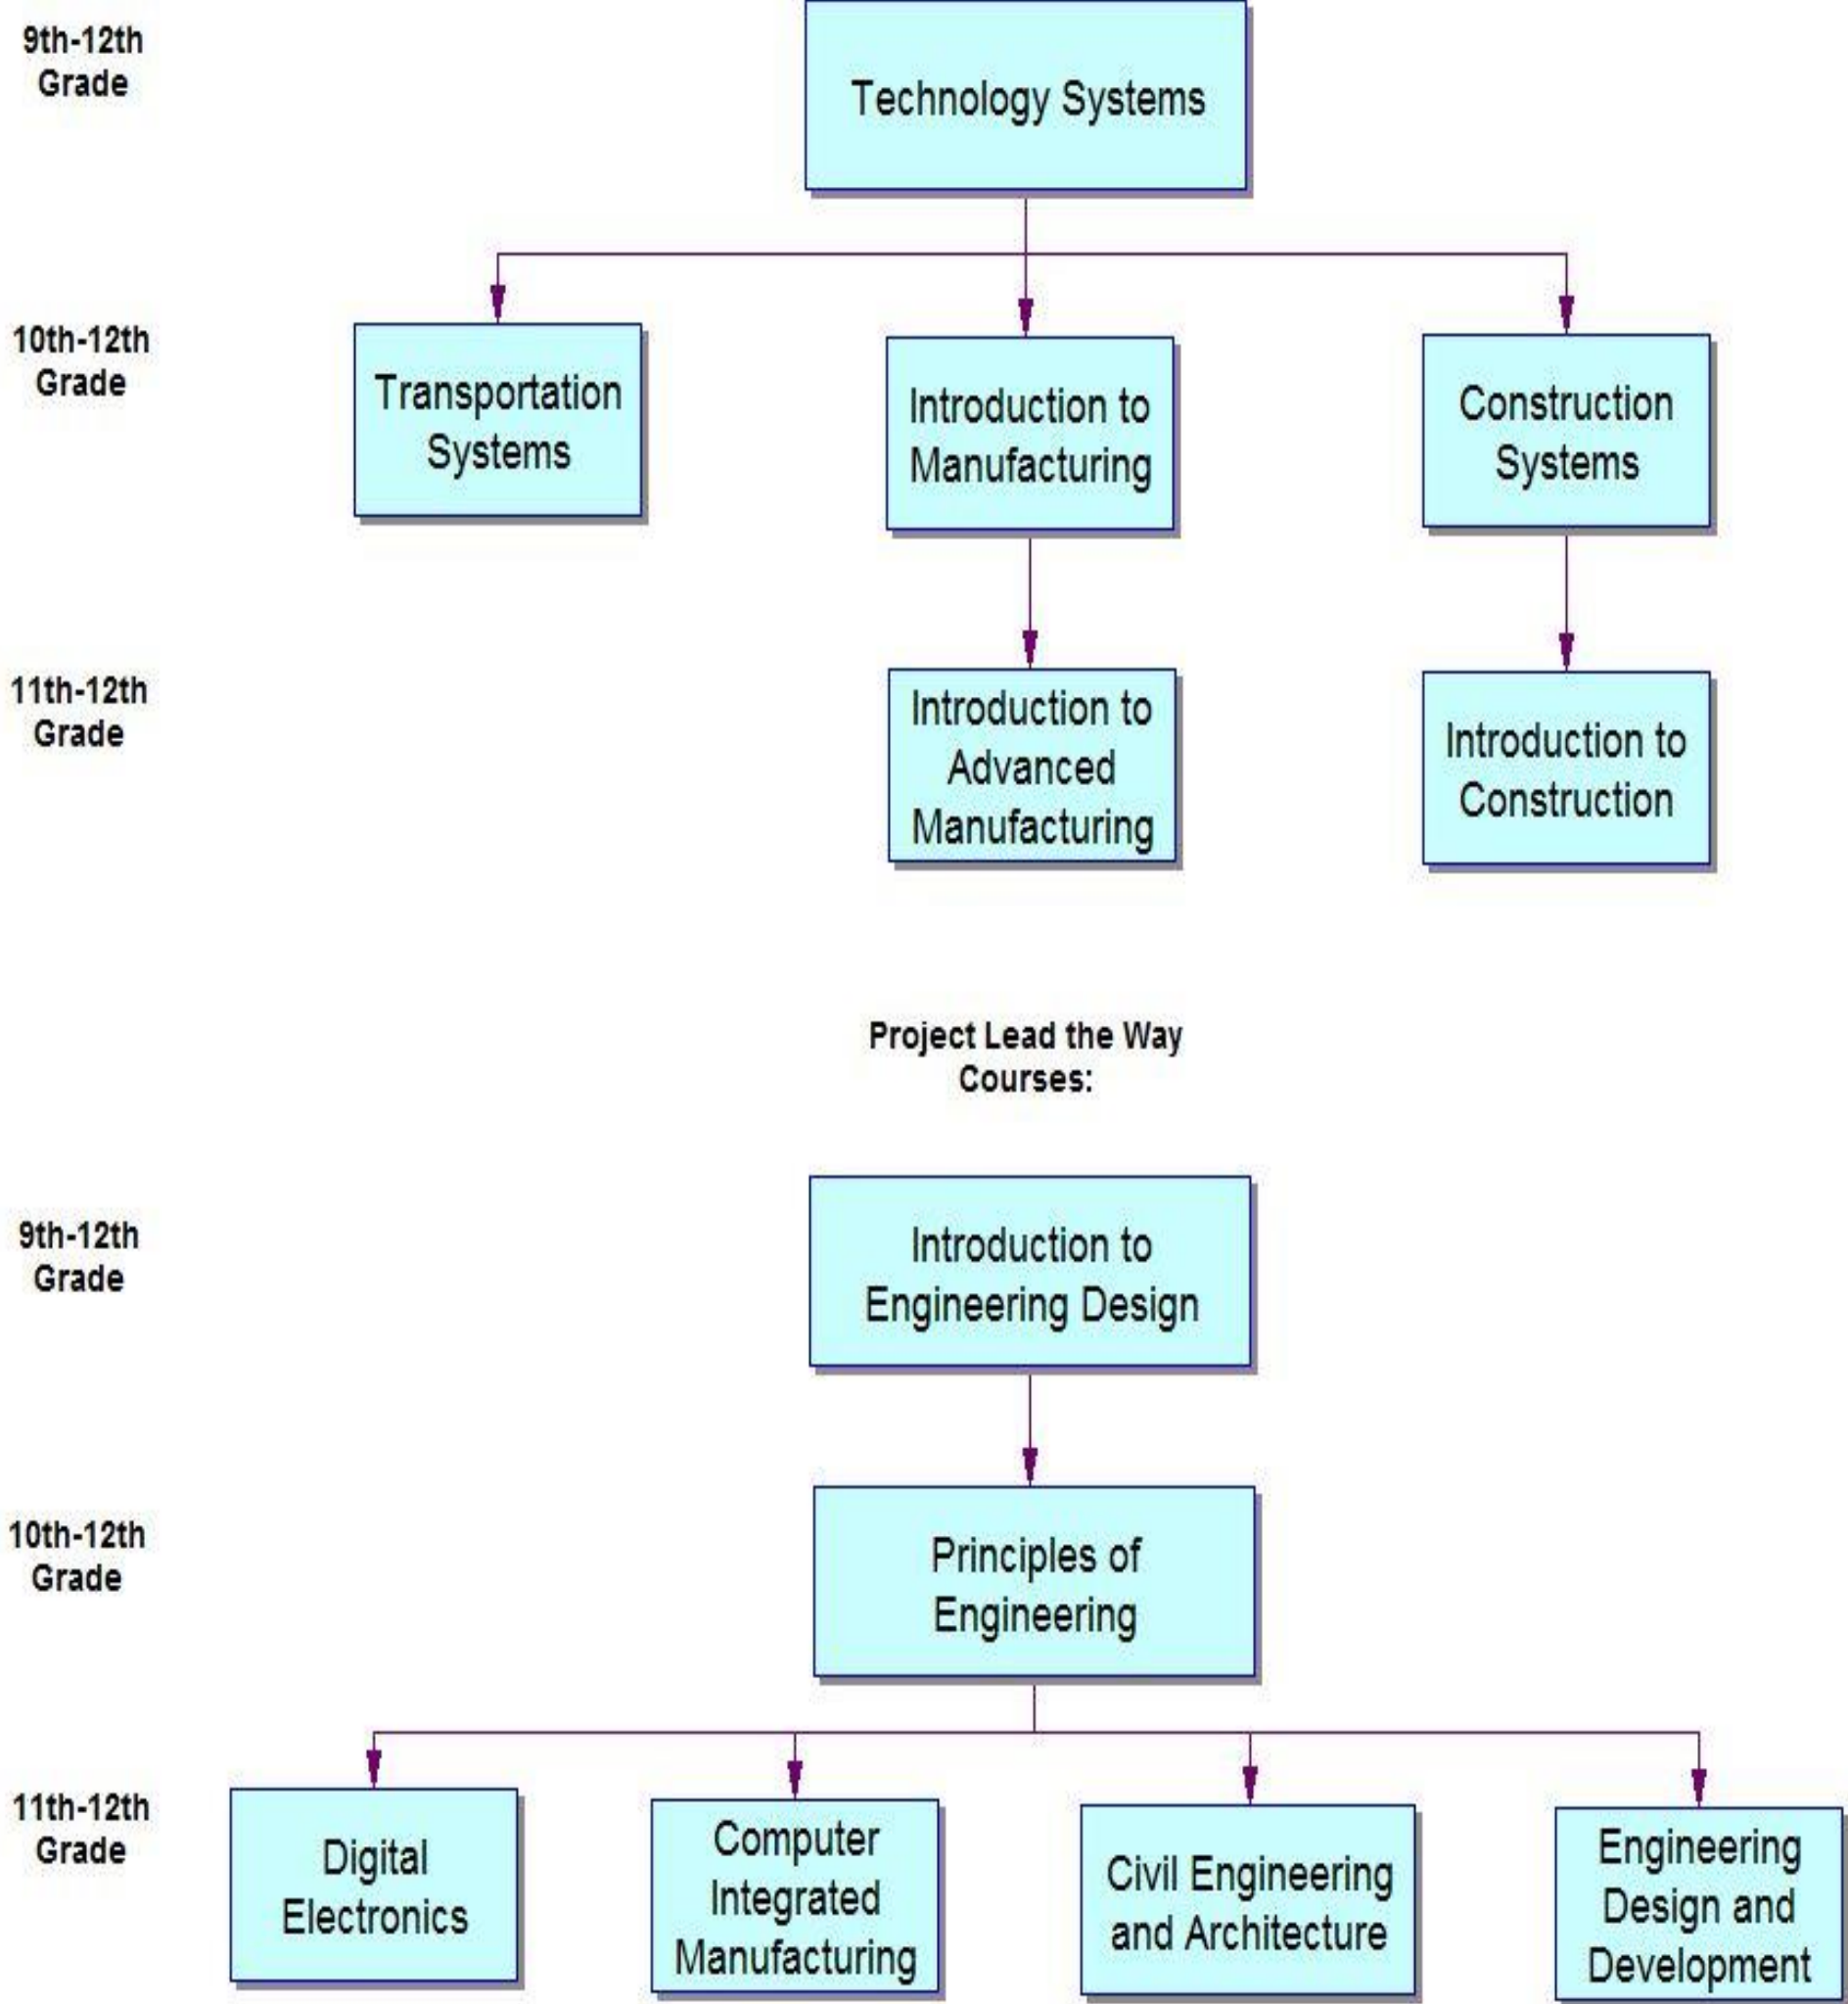 9th-12th
Grade
Technology Systems
10th-12th
Grade
Transportation
Systems
Introduction to
Manufacturing
Construction
Systems
11th-12th
Grade
Introduction to
Advanced
Manufacturing
Introduction to
Construction
Project Lead the Way
Courses:
9th-12th
Grade
Introduction to
Engineering Design
10th-12th
Grade
Principles of
Engineering
11th-12th
Grade
Digital
Electronics
Computer
Integrated
Manufacturing
Civil Engineering
and Architecture
Engineering
Design and
Development